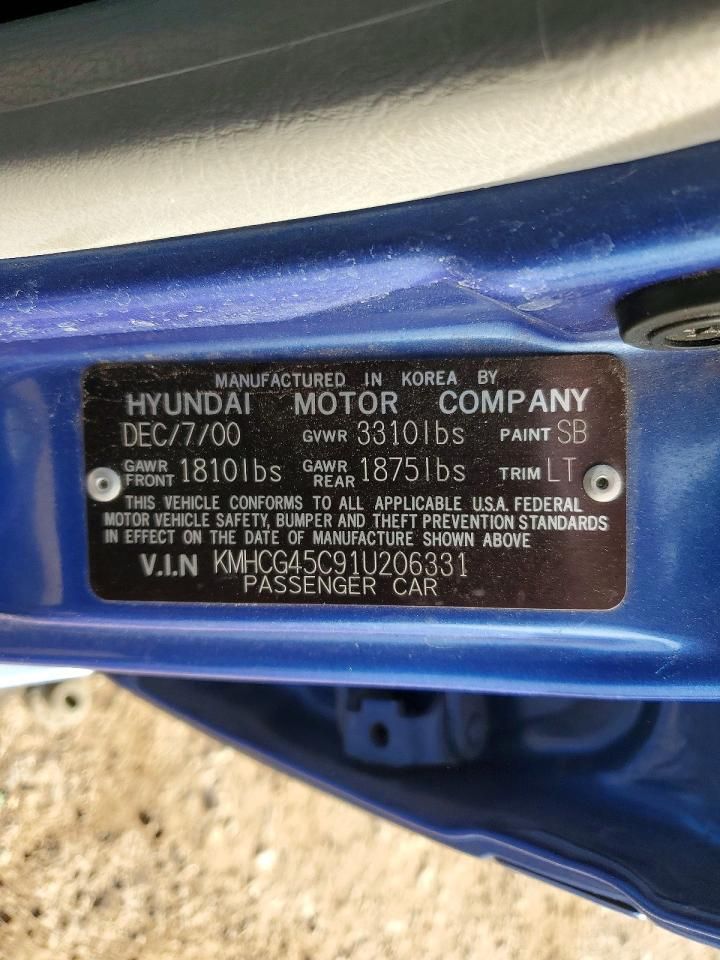 MANUFACTURED IN KOREA BY
HYUNDAI MOTOR COMPANY
DEC/7/00 GVWR 3310lbs PAINT SB
GAWR FRONT 1810lbs GAWR REAR 1875lbs TRIM LT
THIS VEHICLE CONFORMS TO ALL APPLICABLE U.S.A. FEDERAL
MOTOR VEHICLE SAFETY, BUMPER AND THEFT PREVENTION STANDARDS
IN EFFECT ON THE DATE OF MANUFACTURE SHOWN ABOVE
V.I.N KMHCG45C91U206331
PASSENGER CAR